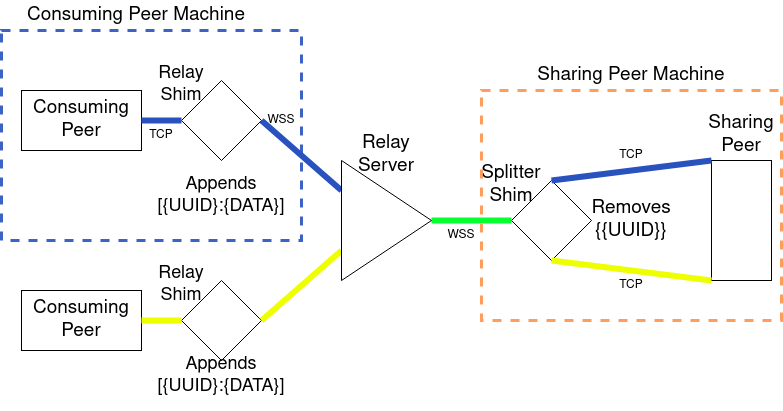 Consuming Peer Machine
Relay
Shim
Consuming
Peer
TCP
WSS
Appends
[{UUID}:{DATA}]
Relay
Server
WSS
Sharing Peer Machine
Splitter
Shim
TCP
Sharing
Peer
Removes
{{UUID}}
TCP
Relay
Shim
Consuming
Peer
Appends
[{UUID}:{DATA}]